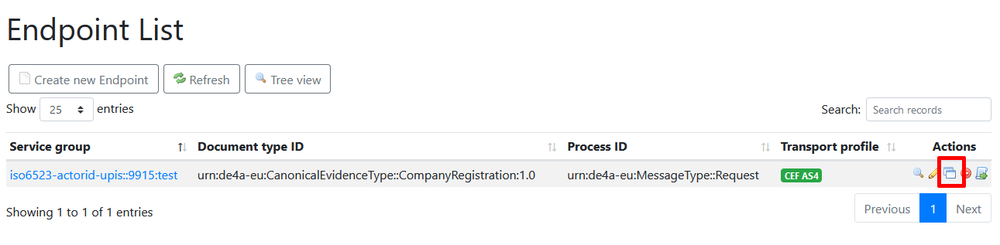 Endpoint List
Create new Endpoint Refresh Tree view
Show 25 entries Search: Search records
Service group Document type ID Process ID Transport profile Actions
iso6523-actorid-upis::9915:test urn:de4a-eu:CanonicalEvidenceType::CompanyRegistration:1.0 urn:de4a-eu:MessageType::Request CEF AS4
Showing 1 to 1 of 1 entries Previous 1 Next